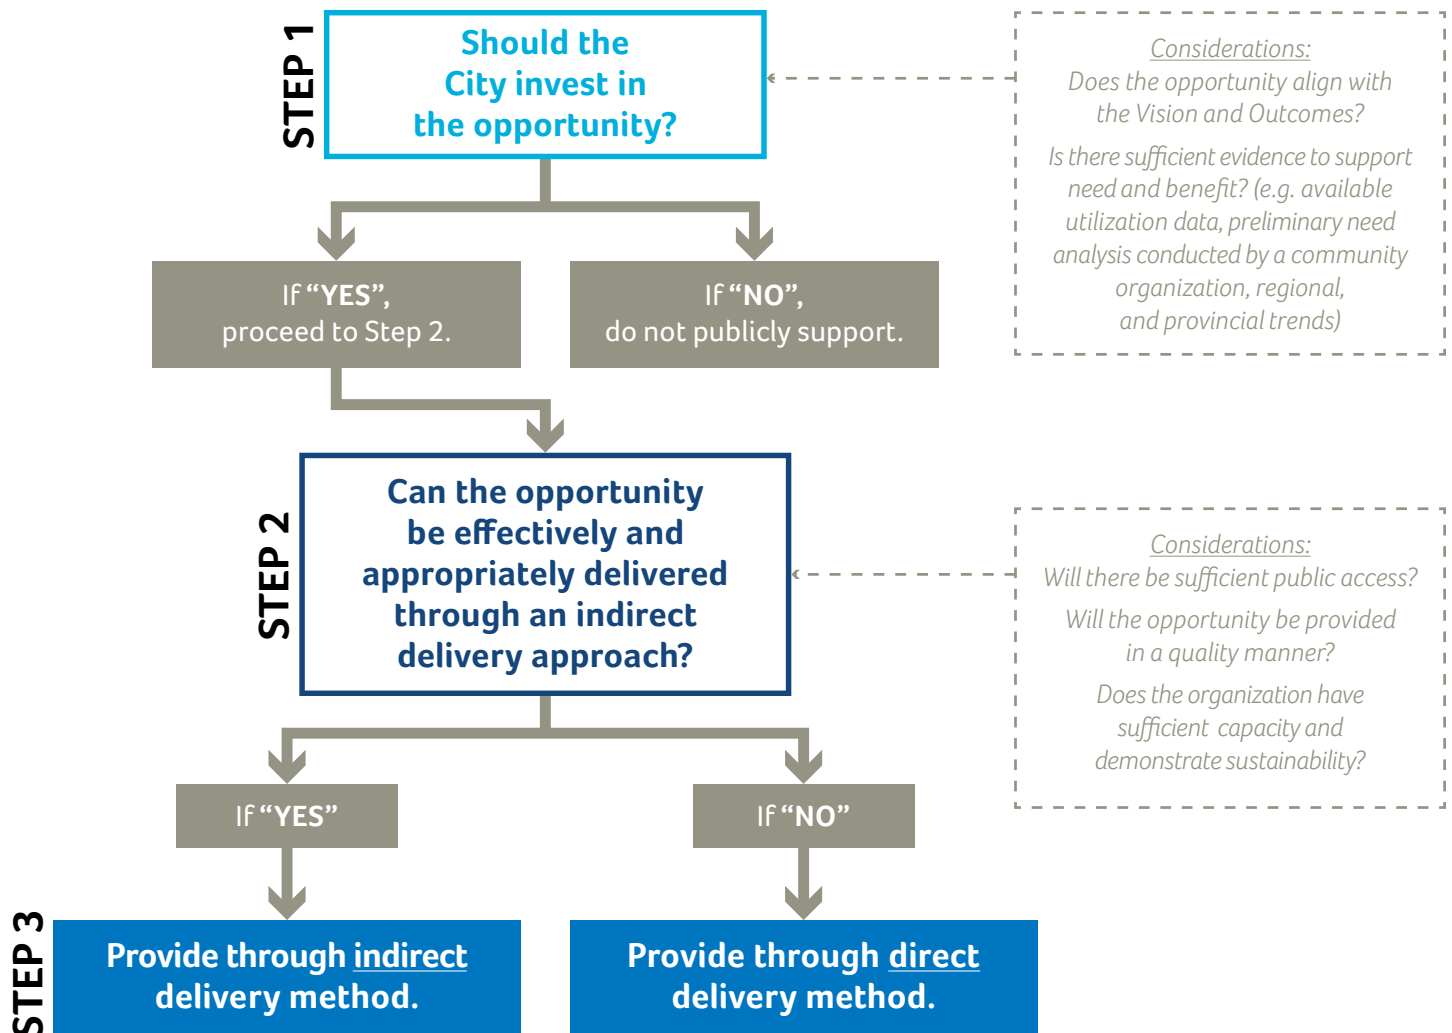 STEP 1
Should the
City invest in
the opportunity?
Considerations:
Does the opportunity align with
the Vision and Outcomes?
Is there sufficient evidence to support
need and benefit? (e.g. available
utilization data, preliminary need
analysis conducted by a community
organization, regional,
and provincial trends)
If “YES”,
proceed to Step 2.
If “NO”,
do not publicly support.
STEP 2
Can the opportunity
be effectively and
appropriately delivered
through an indirect
delivery approach?
Considerations:
Will there be sufficient public access?
Will the opportunity be provided
in a quality manner?
Does the organization have
sufficient capacity and
demonstrate sustainability?
If “YES”
If “NO”
STEP 3
Provide through indirect
delivery method.
Provide through direct
delivery method.